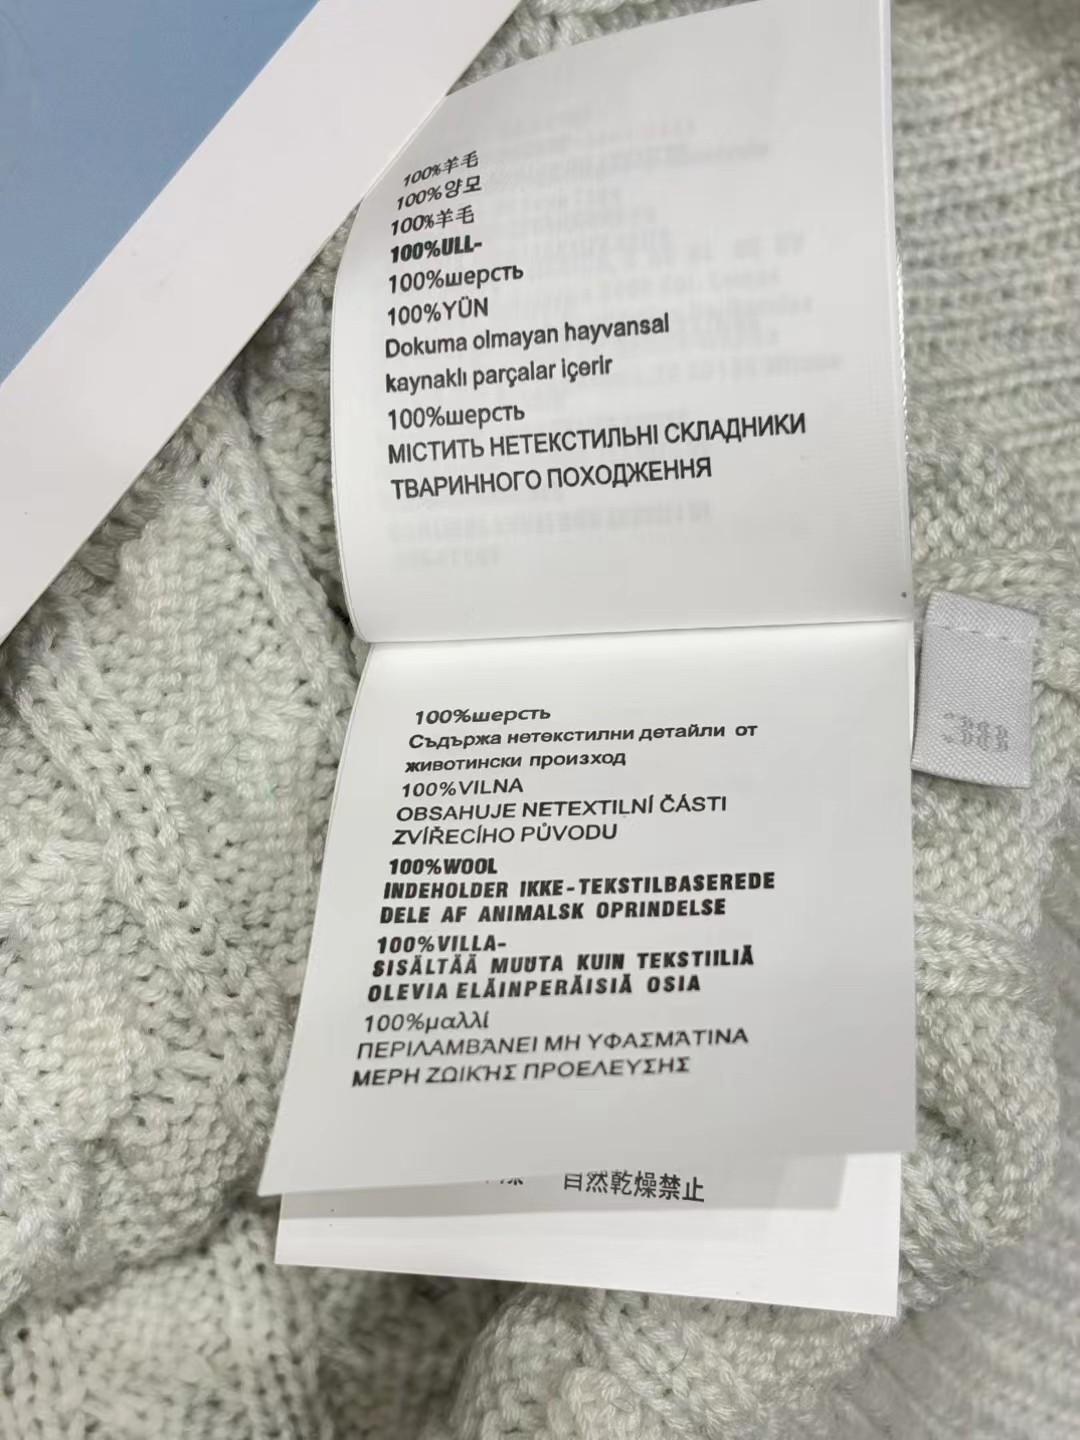 100%羊毛
100%양모
100%羊毛
100%ULL-
100%шерсть
100%YÜN
Dokuma olmayan hayvansal
kaynaklı parçalar içerir
100%шерсть
МІСТИТЬ НЕТЕКСТИЛЬНІ СКЛАДНИКИ
ТВАРИННОГО ПОХОДЖЕННЯ
100%шерсть
Съдържа нетекстилни детайли от
животински произход
100%VILNA
OBSAHUJE NETEXTILNÍ ČÁSTI
ZVÍŘECÍHO PŮVODU
100%WOOL
INDEHOLDER IKKE-TEKSTILBASEREDE
DELE AF ANIMALSK OPRINDELSE
100%VILLA-
SISÄLTÄÄ MUUTA KUIN TEKSTIILIÄ
OLEVIA ELÄINPERÄISIÄ OSIA
100%μαλλί
ΠΕΡΙΛΑΜΒΆΝΕΙ ΜΗ ΥΦΑΣΜΆΤΙΝΑ
ΜΕΡΗ ΖΩΙΚΉΣ ΠΡΟΕΛΕΥΣΗΣ
自然乾燥禁止